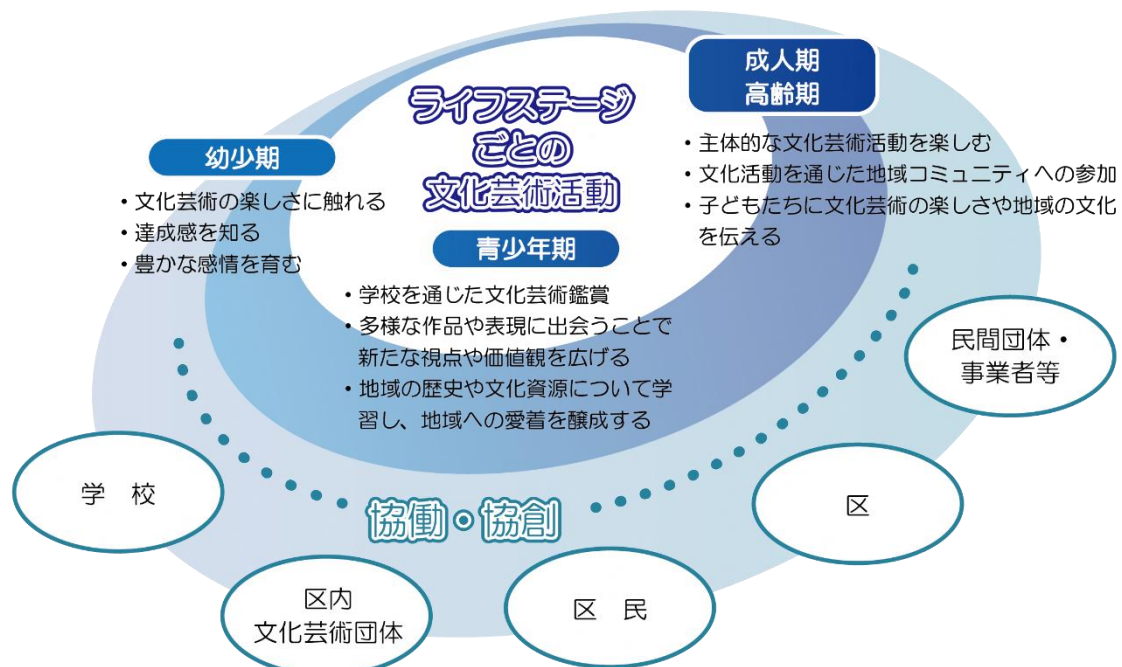 ライフステージ
ごとの
文化芸術活動
幼少期
・文化芸術の楽しさに触れる
・達成感を知る
・豊かな感情を育む
青少年期
・学校を通じた文化芸術鑑賞
・多様な作品や表現に出会うことで
新たな視点や価値観を広げる
・地域の歴史や文化資源について学
習し、地域への愛着を醸成する
成人期
高齢期
・主体的な文化芸術活動を楽しむ
・文化活動を通じた地域コミュニティへの参加
・子どもたちに文化芸術の楽しさや地域の文化
を伝える
協働・協創
学　校
区内
文化芸術団体
区　民
区
民間団体・
事業者等